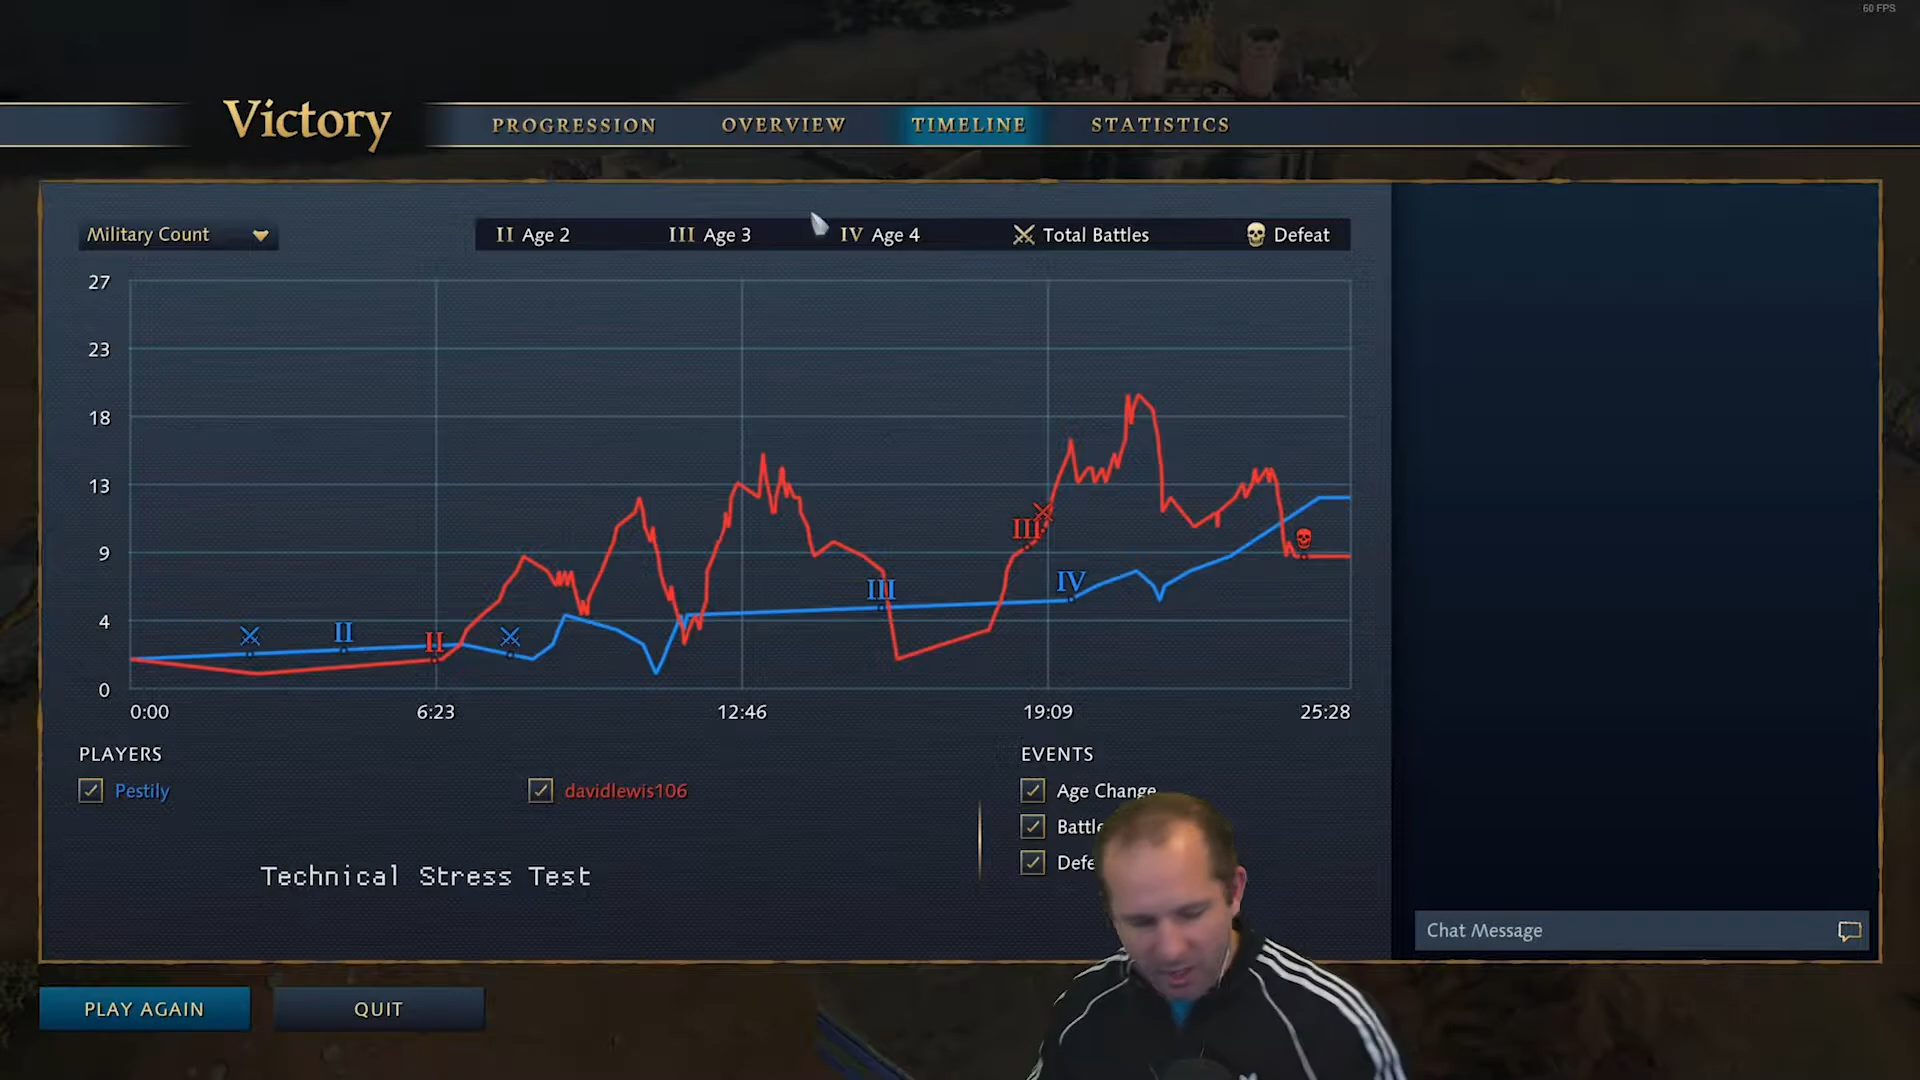 60 FPS
Victory
PROGRESSION
OVERVIEW
TIMELINE
STATISTICS
Military Count
II Age 2
III Age 3
IV Age 4
Total Battles
Defeat
27
23
18
13
9
4
0
III
III
IV
II
II
0:00
6:23
12:46
19:09
25:28
PLAYERS
Pestily
davidlewis106
EVENTS
Age Change
Battle
Defe
Technical Stress Test
Chat Message
PLAY AGAIN
QUIT